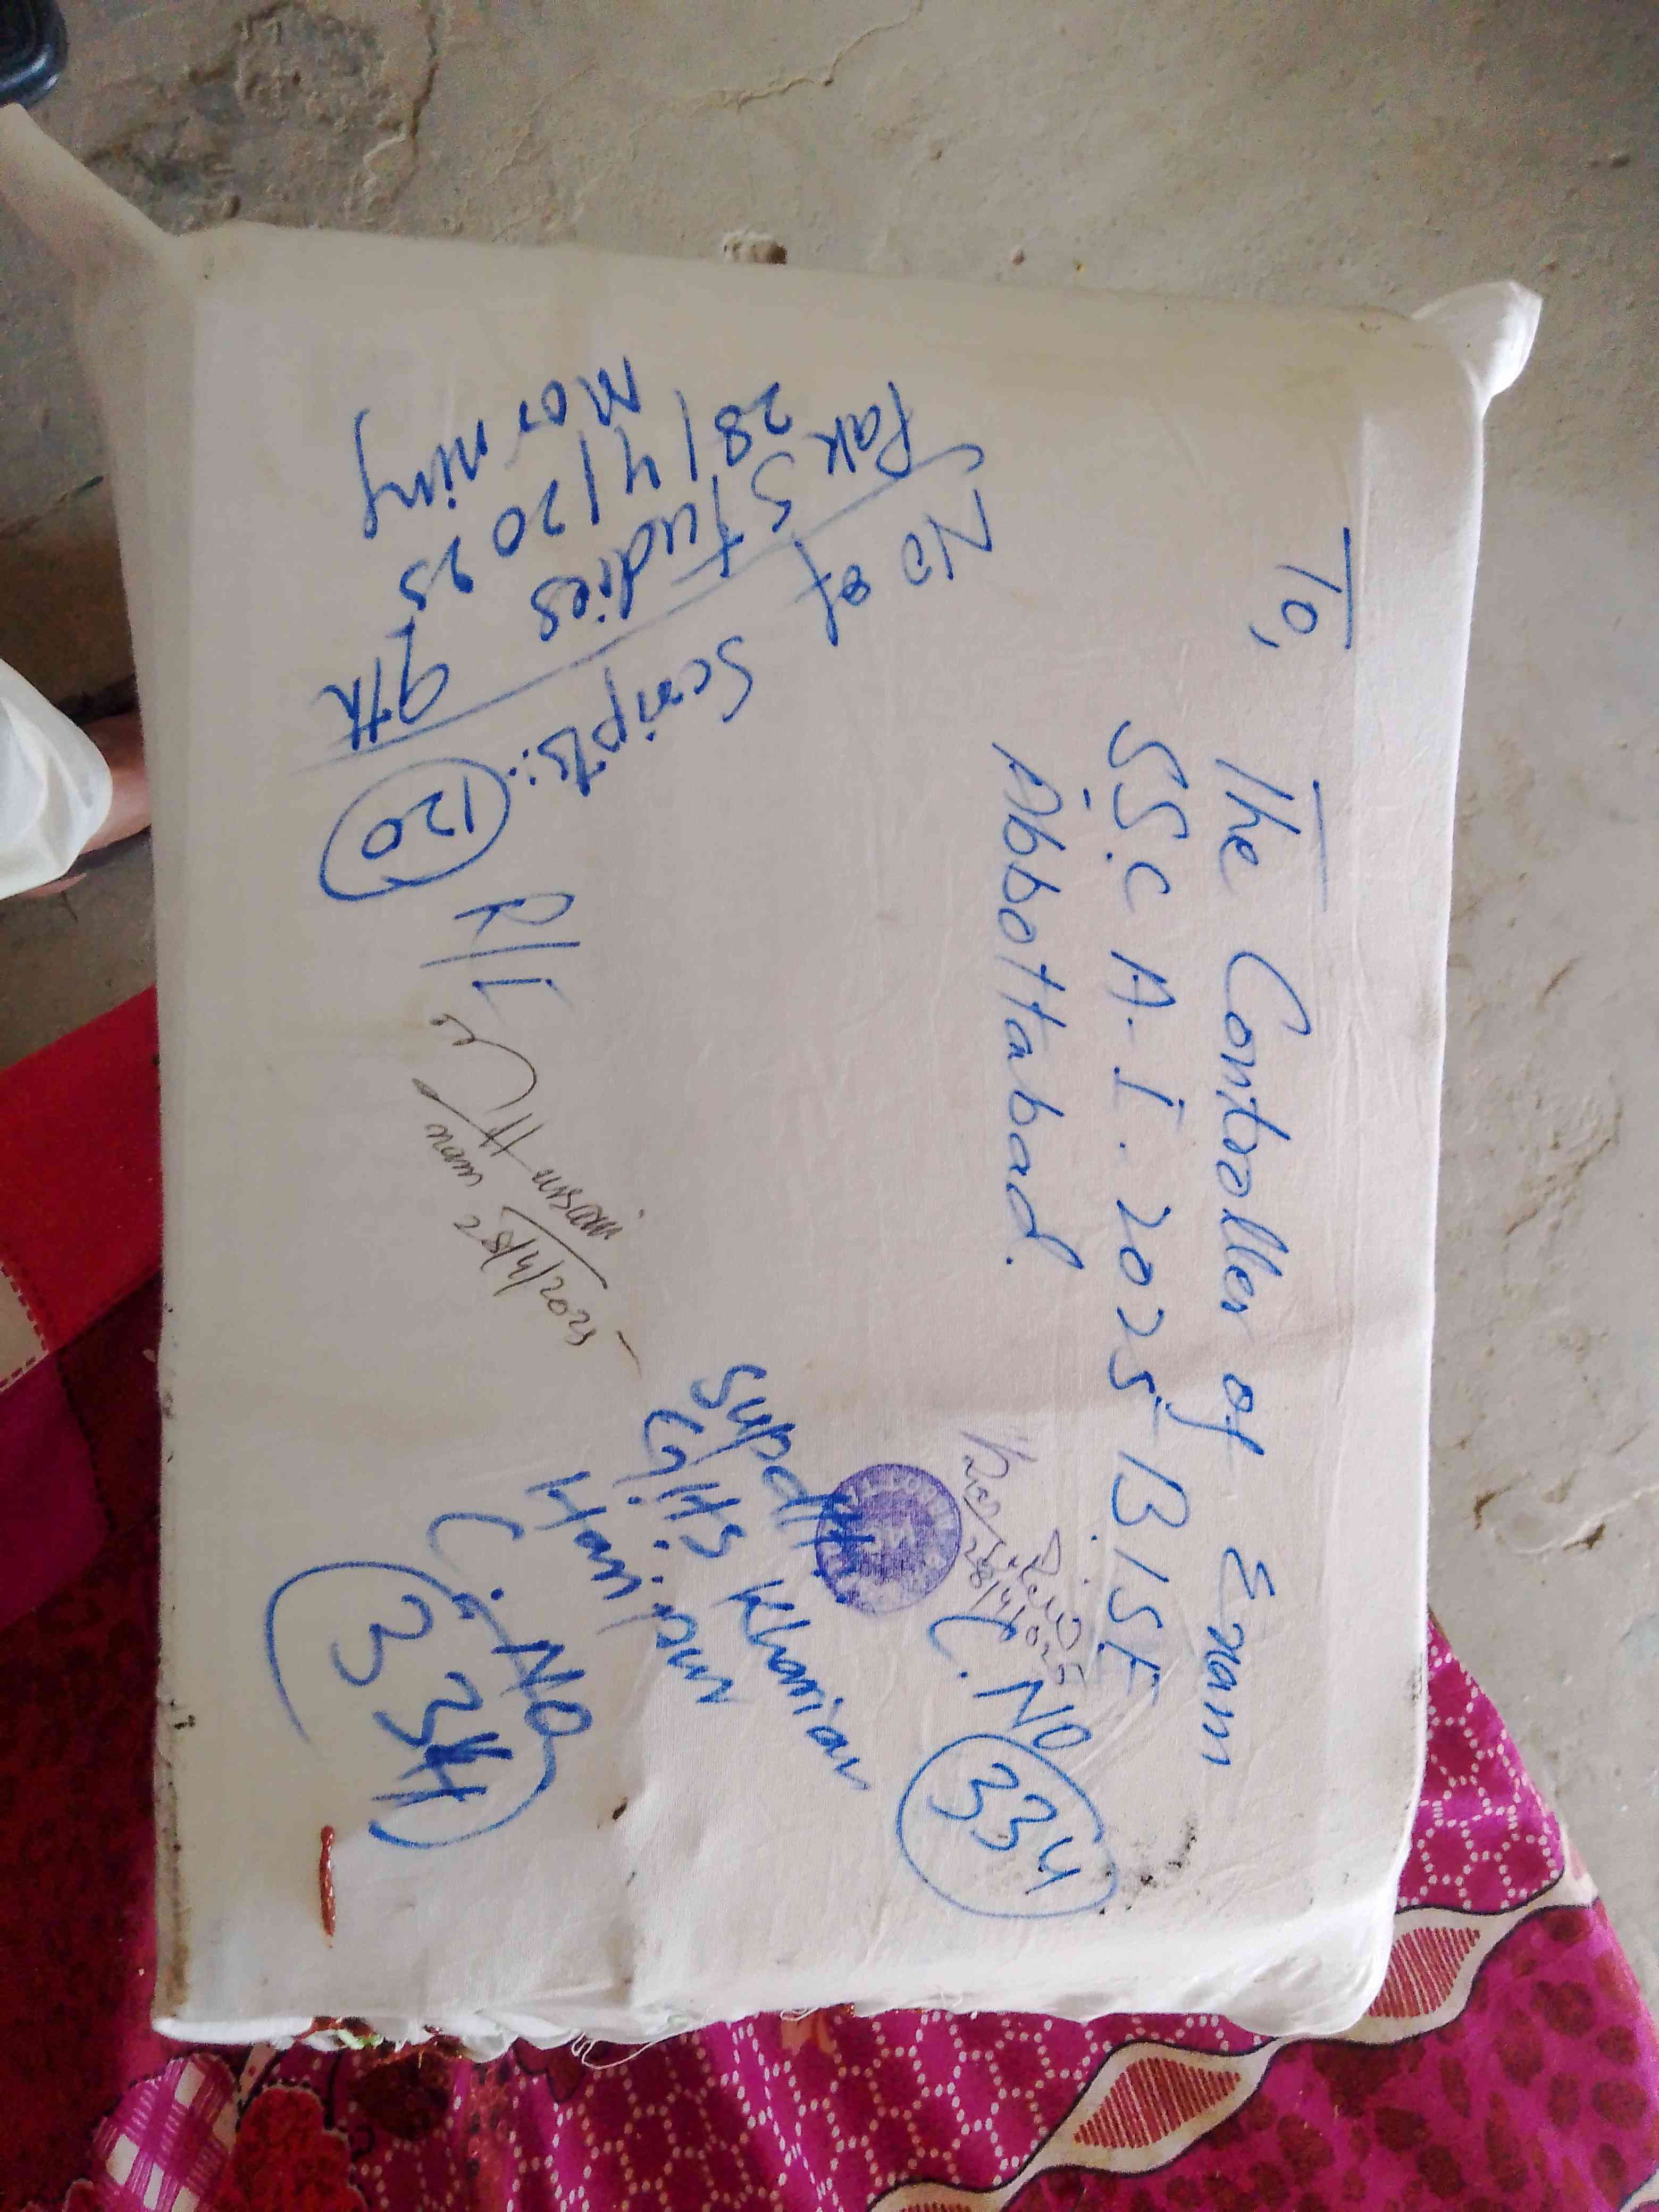 To,
The Controller of Exam
SSC A.I. 2025 BISE
Abbottabad.
Pak Studies 9th
28/4/2025
Morning
No of Scripts: 120
R/L
28/4/2025
C. No 334
Supdtt:
GHS Khanian
Haripur
C. No
334